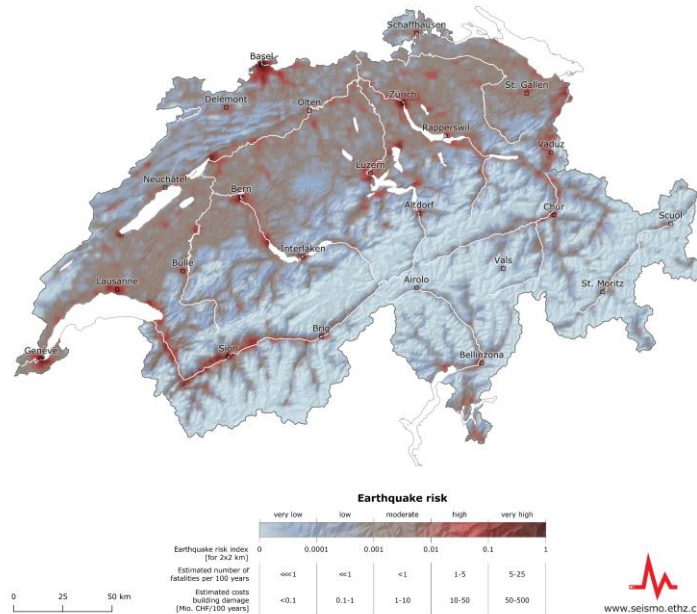 Schaffhausen
Basel
Delémont
Olten
Zürich
St. Gallen
Rapperswil
Vaduz
Neuchâtel
Luzern
Bern
Altdorf
Chur
Scuol
Interlaken
Bulle
Vals
Lausanne
Airolo
St. Moritz
Brig
Sion
Genève
Bellinzona
Earthquake risk
very low low moderate high very high
Earthquake risk index
[for 2x2 km]
0 0.0001 0.001 0.01 0.1 1
Estimated number of
fatalities per 100 years
<<<1 <<1 <1 1-5 5-25
Estimated costs
building damage
[Mio. CHF/100 years]
<0.1 0.1-1 1-10 10-50 50-500
0 25 50 km
www.seismo.ethz.c